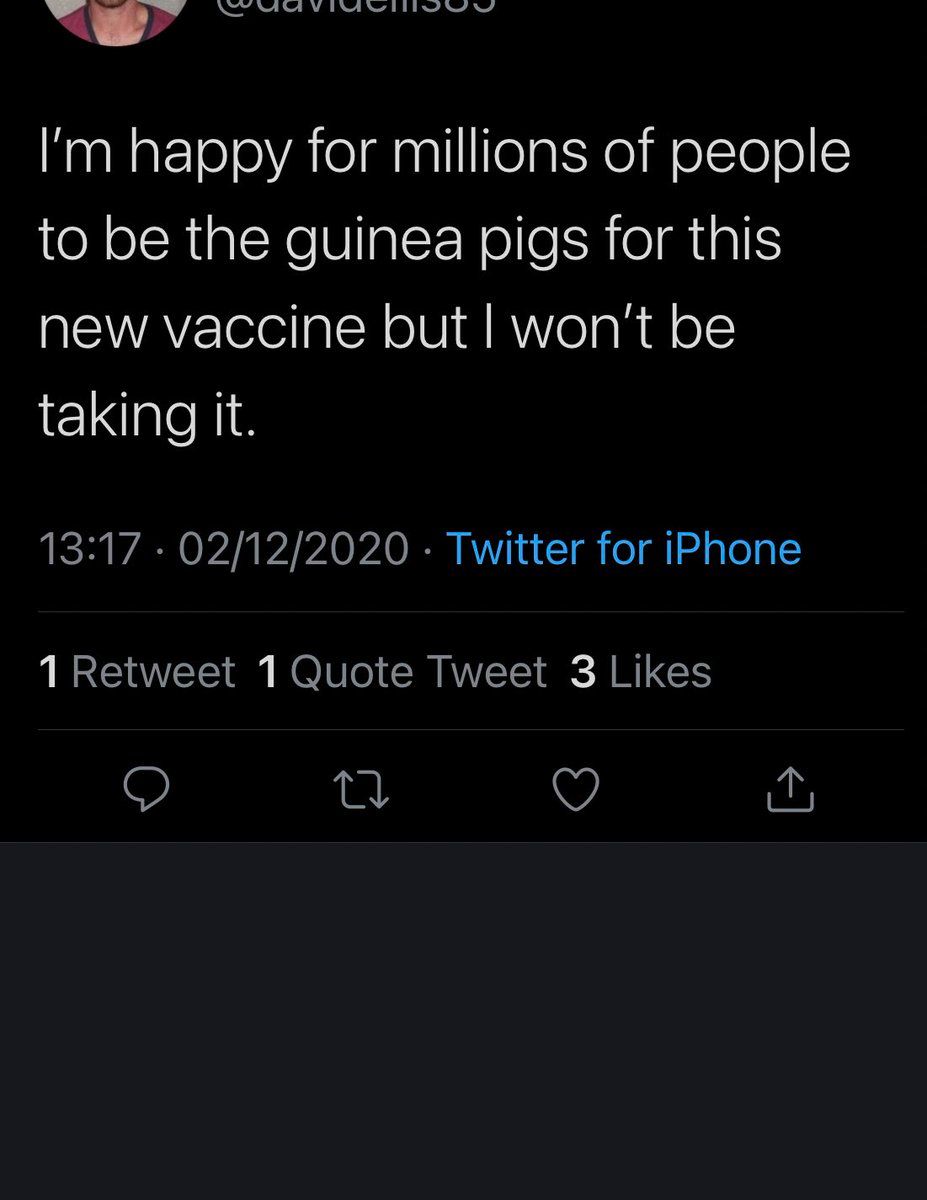 @davidellis85
I'm happy for millions of people
to be the guinea pigs for this
new vaccine but I won't be
taking it.
13:17 · 02/12/2020 · Twitter for iPhone
1 Retweet 1 Quote Tweet 3 Likes